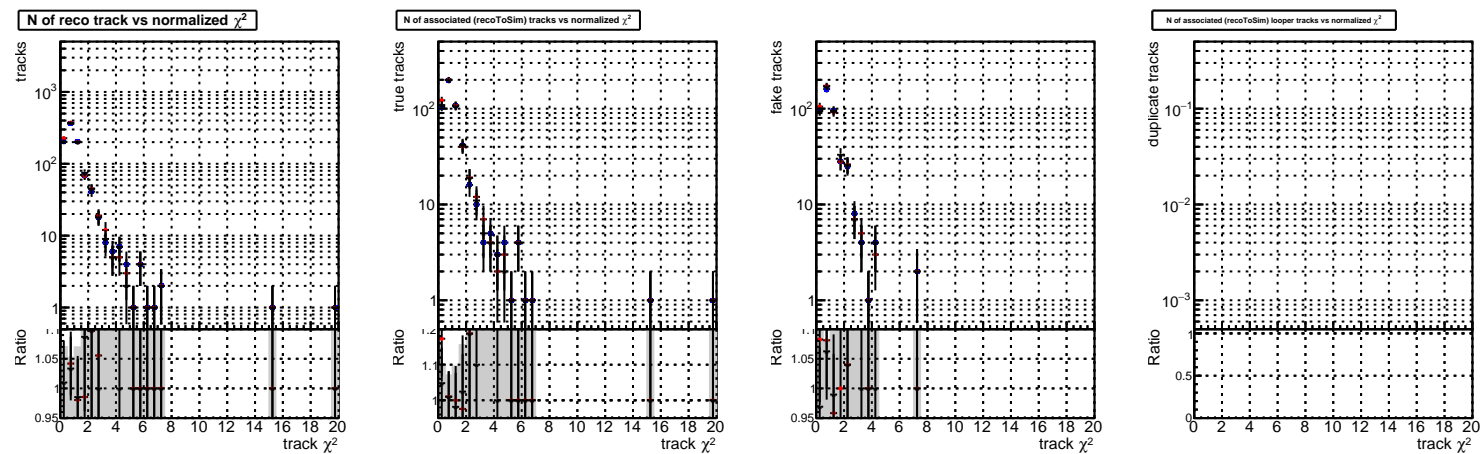 N of reco track vs normalized χ²
tracks
10³
10²
10
1
Ratio
1.1
1.05
1
0.95
0 2 4 6 8 10 12 14 16 18 20
track χ²
N of associated (recoToSim) tracks vs normalized χ²
true tracks
10²
10
1
Ratio
1.2
1.1
1
0 2 4 6 8 10 12 14 16 18 20
track χ²
fake tracks
10²
10
1
Ratio
1.1
1.05
1
0.95
0 2 4 6 8 10 12 14 16 18 20
track χ²
N of associated (recoToSim) looper tracks vs normalized χ²
duplicate tracks
10⁻¹
10⁻²
10⁻³
Ratio
1
0.5
0
0 2 4 6 8 10 12 14 16 18 20
track χ²